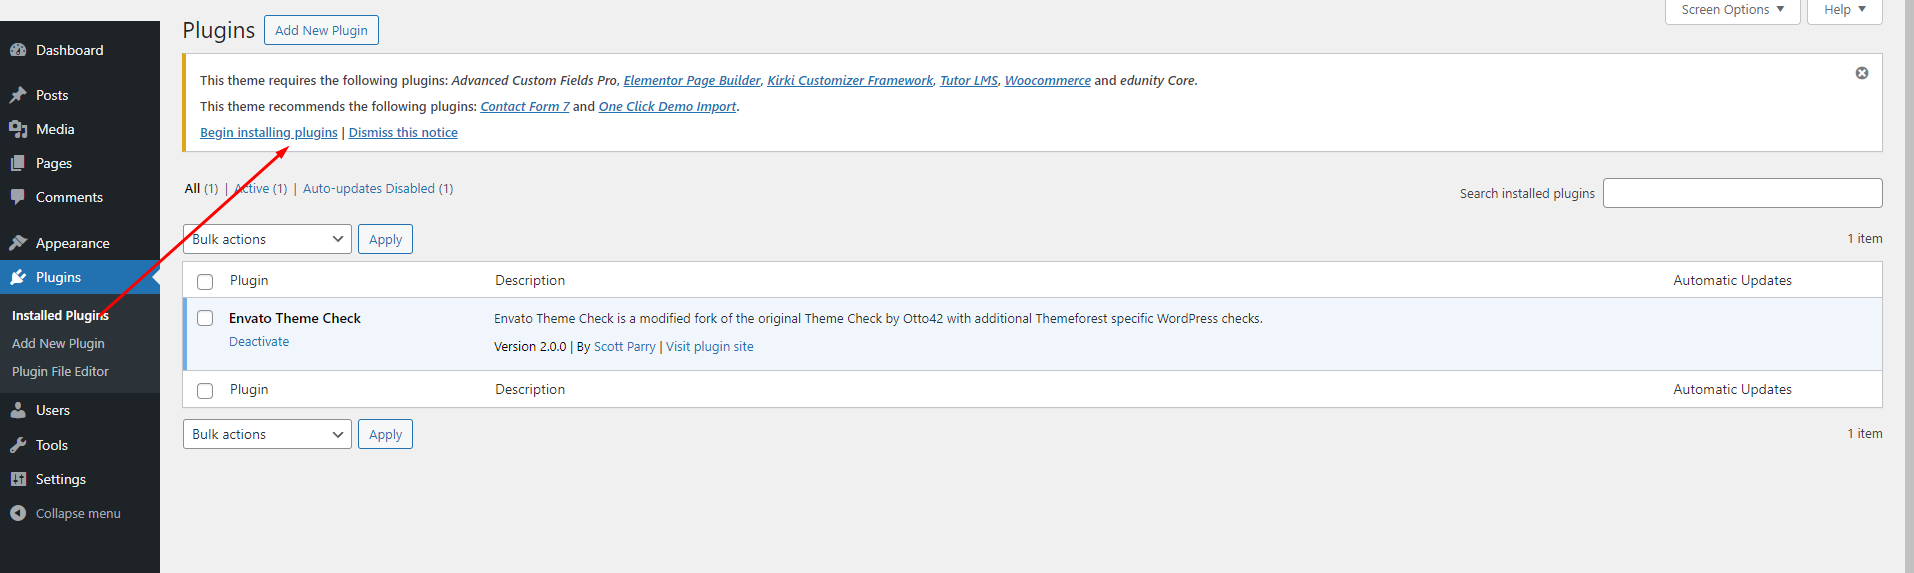 Screen Options
Help
Plugins
Add New Plugin
Dashboard
Posts
Media
Pages
Comments
Appearance
Plugins
Installed Plugins
Add New Plugin
Plugin File Editor
Users
Tools
Settings
Collapse menu
This theme requires the following plugins: Advanced Custom Fields Pro, Elementor Page Builder, Kirki Customizer Framework, Tutor LMS, Woocommerce and edunity Core.
This theme recommends the following plugins: Contact Form 7 and One Click Demo Import.
Begin installing plugins | Dismiss this notice
All (1) | Active (1) | Auto-updates Disabled (1)
Search installed plugins
Bulk actions
Apply
1 item
Plugin Description Automatic Updates
Envato Theme Check
Envato Theme Check is a modified fork of the original Theme Check by Otto42 with additional Themeforest specific WordPress checks.
Deactivate
Version 2.0.0 | By Scott Parry | Visit plugin site
Plugin Description Automatic Updates
Bulk actions
Apply
1 item